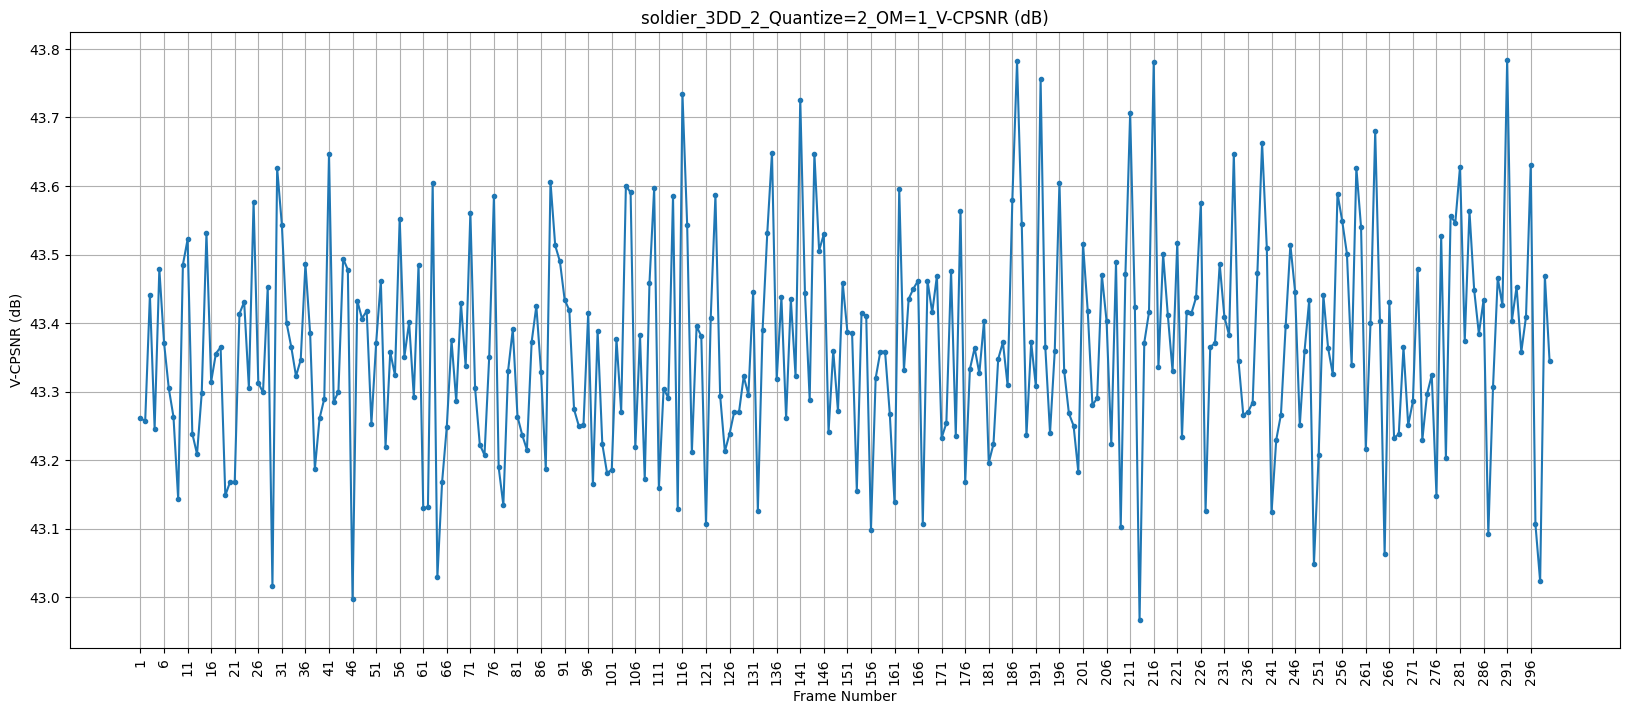 soldier_3DD_2_Quantize=2_OM=1_V-CPSNR (dB)
V-CPSNR (dB)
43.8
43.7
43.6
43.5
43.4
43.3
43.2
43.1
43.0
1 6 11 16 21 26 31 36 41 46 51 56 61 66 71 76 81 86 91 96 101 106 111 116 121 126 131 136 141 146 151 156 161 166 171 176 181 186 191 196 201 206 211 216 221 226 231 236 241 246 251 256 261 266 271 276 281 286 291 296
Frame Number